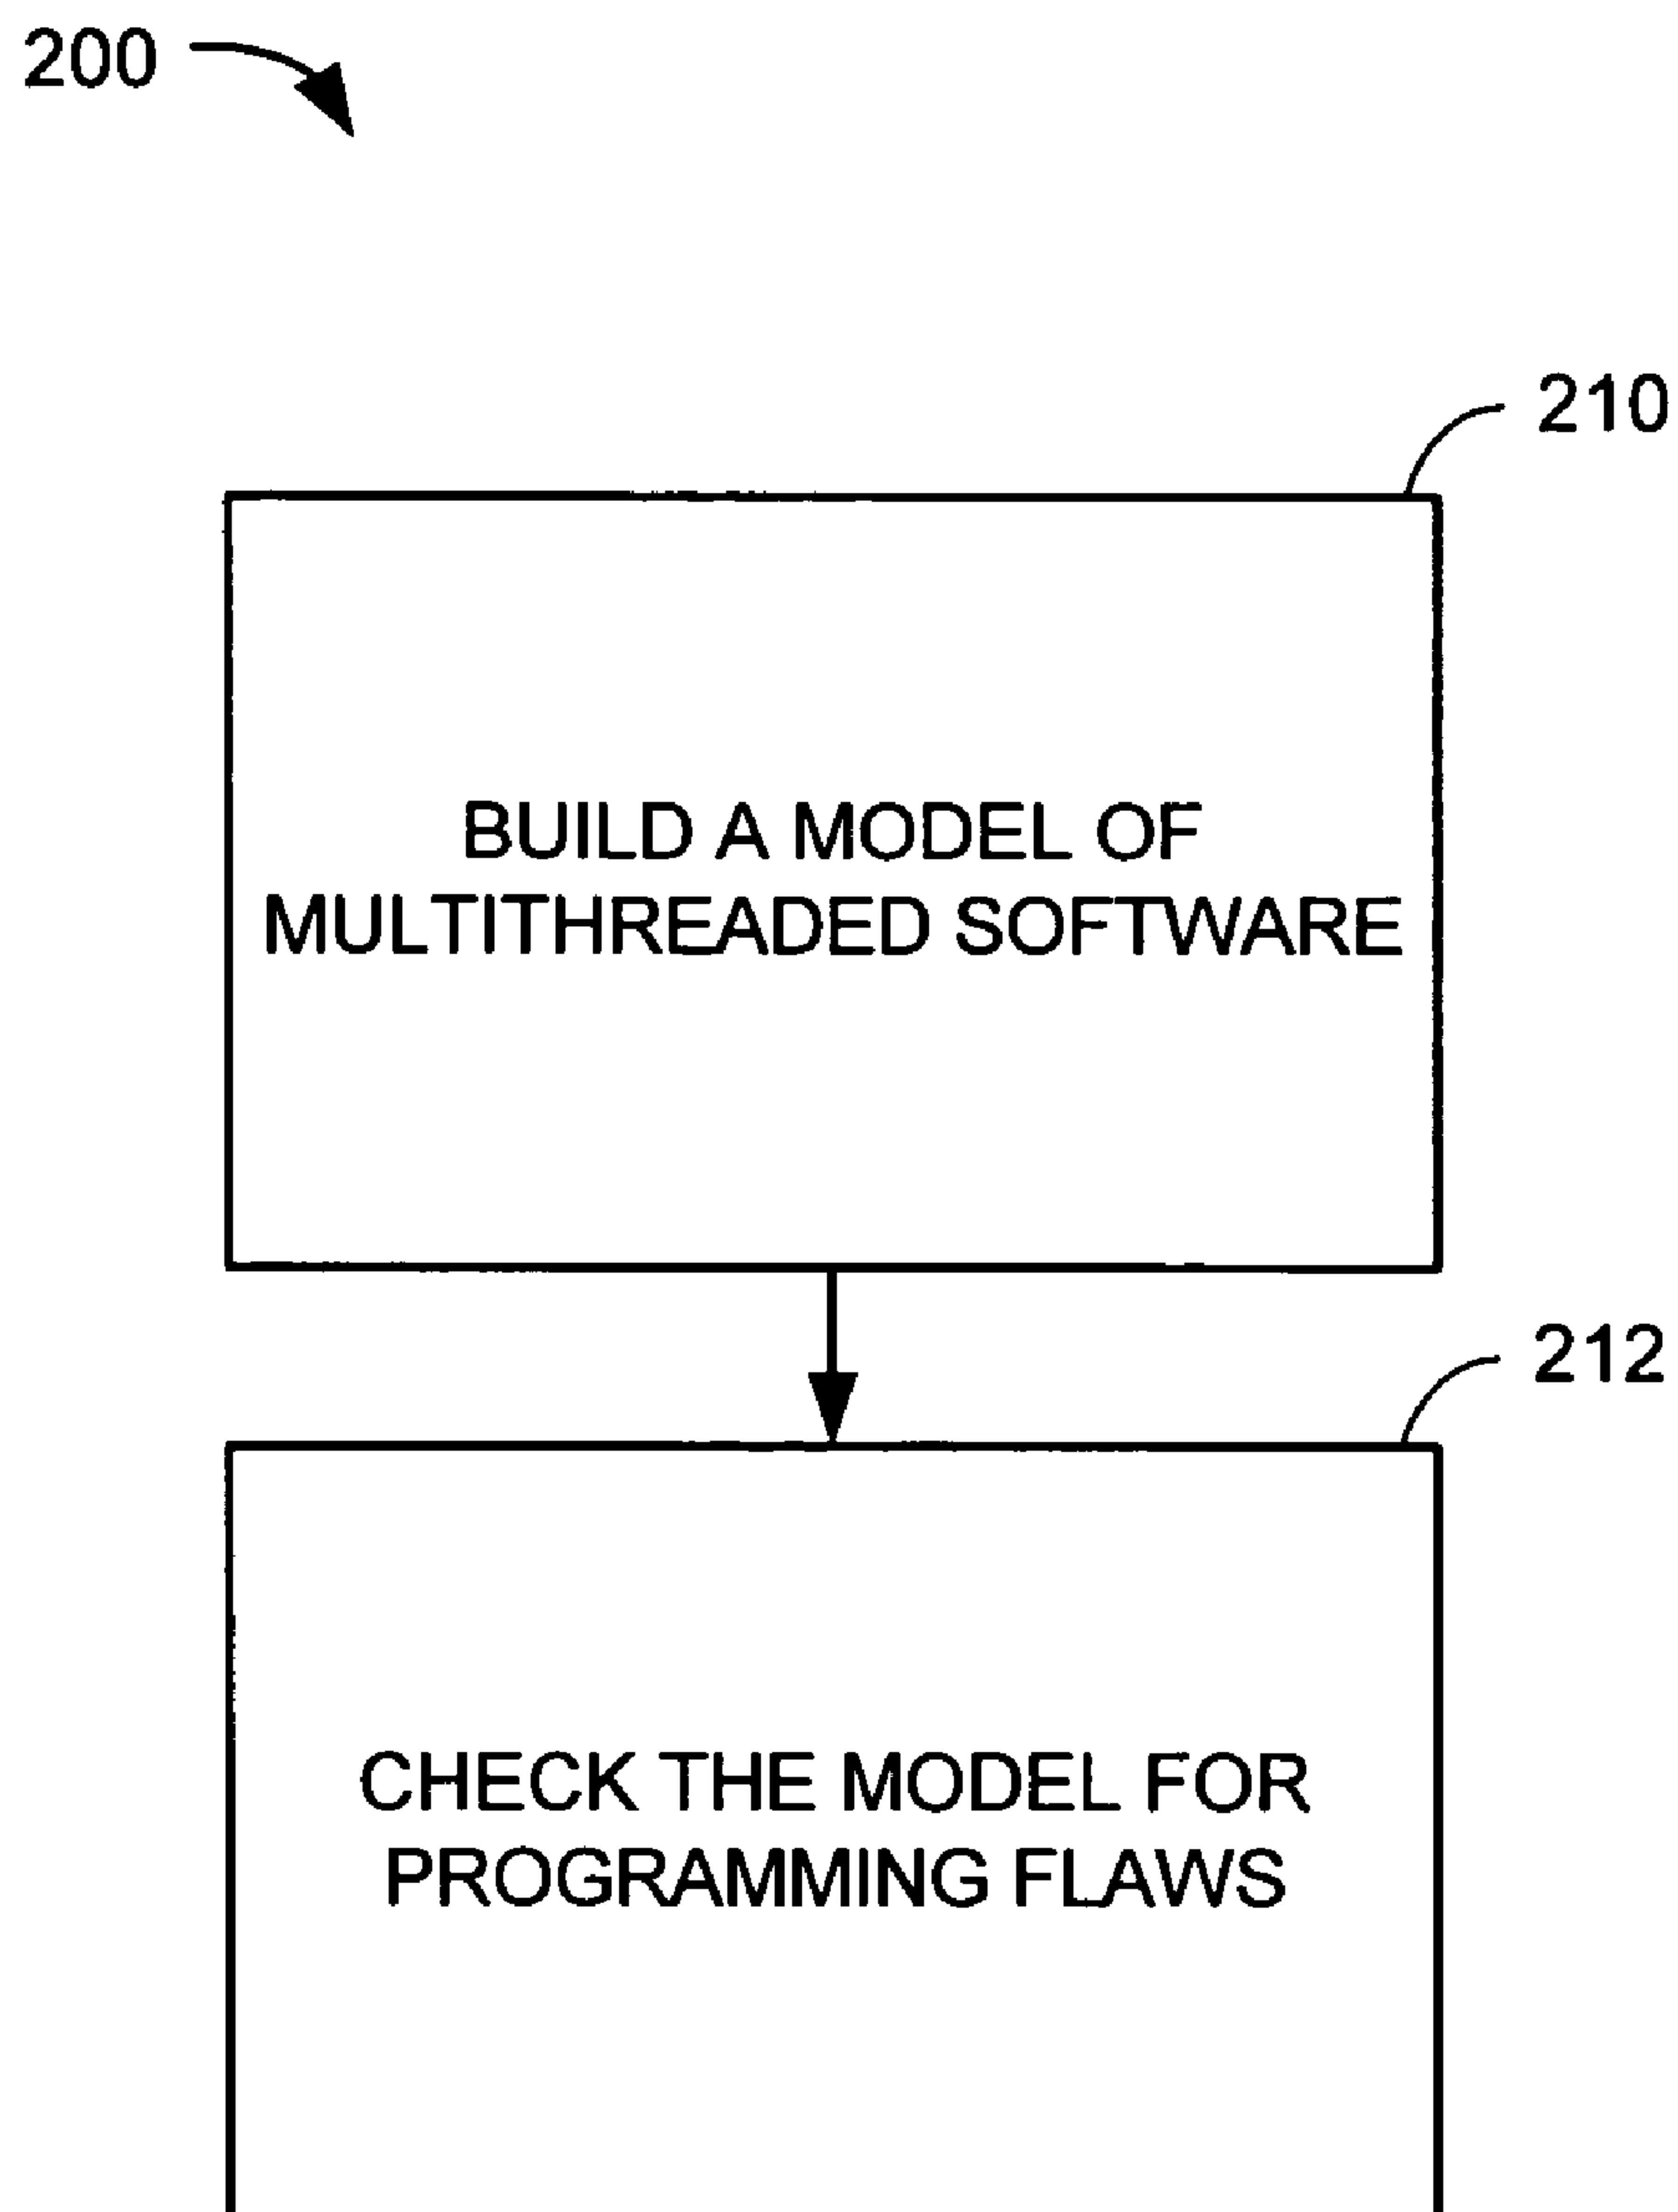 200
210
BUILD A MODEL OF
MULTITHREADED SOFTWARE
212
CHECK THE MODEL FOR
PROGRAMMING FLAWS